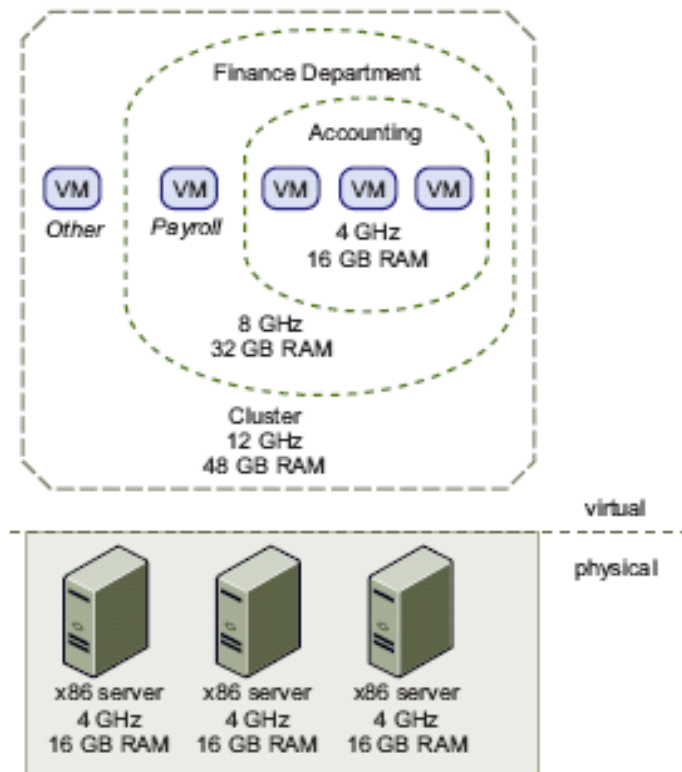 Finance Department
Accounting
VM VM VM VM VM
Other Payroll
4 GHz
16 GB RAM
8 GHz
32 GB RAM
Cluster
12 GHz
48 GB RAM
virtual
physical
x86 server x86 server x86 server
4 GHz 4 GHz 4 GHz
16 GB RAM 16 GB RAM 16 GB RAM